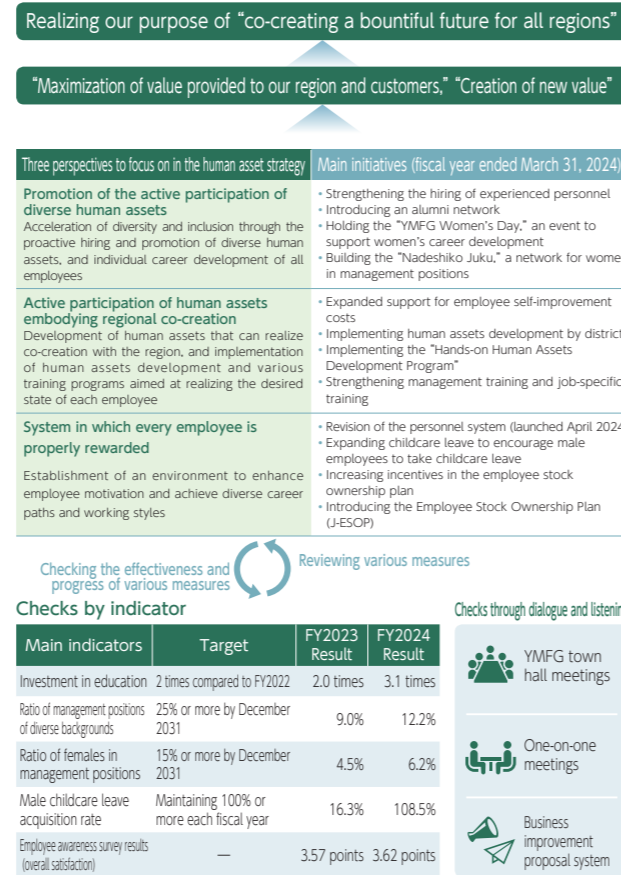 Realizing our purpose of “co-creating a bountiful future for all regions”
“Maximization of value provided to our region and customers,” “Creation of new value”
Three perspectives to focus on in the human asset strategy
Main initiatives (fiscal year ended March 31, 2024)
Promotion of the active participation of
diverse human assets
Acceleration of diversity and inclusion through the
proactive hiring and promotion of diverse human
assets, and individual career development of all
employees
• Strengthening the hiring of experienced personnel
• Introducing an alumni network
• Holding the “YMFG Women’s Day,” an event to
support women’s career development
• Building the “Nadeshiko Juku,” a network for wome
in management positions
Active participation of human assets
embodying regional co-creation
Development of human assets that can realize
co-creation with the region, and implementation
of human assets development and various
training programs aimed at realizing the desired
state of each employee
• Expanded support for employee self-improvement
costs
• Implementing human assets development by district
• Implementing the “Hands-on Human Assets
Development Program”
• Strengthening management training and job-specific
training
System in which every employee is
properly rewarded
Establishment of an environment to enhance
employee motivation and achieve diverse career
paths and working styles
• Revision of the personnel system (launched April 2024
• Expanding childcare leave to encourage male
employees to take childcare leave
• Increasing incentives in the employee stock
ownership plan
• Introducing the Employee Stock Ownership Plan
(J-ESOP)
Checking the effectiveness and
progress of various measures
Reviewing various measures
Checks by indicator
Main indicators
Target
FY2023
Result
FY2024
Result
Investment in education
2 times compared to FY2022
2.0 times
3.1 times
Ratio of management positions
of diverse backgrounds
25% or more by December
2031
9.0%
12.2%
Ratio of females in
management positions
15% or more by December
2031
4.5%
6.2%
Male childcare leave
acquisition rate
Maintaining 100% or
more each fiscal year
16.3%
108.5%
Employee awareness survey results
(overall satisfaction)
—
3.57 points
3.62 points
Checks through dialogue and listenin
YMFG town
hall meetings
One-on-one
meetings
Business
improvement
proposal system